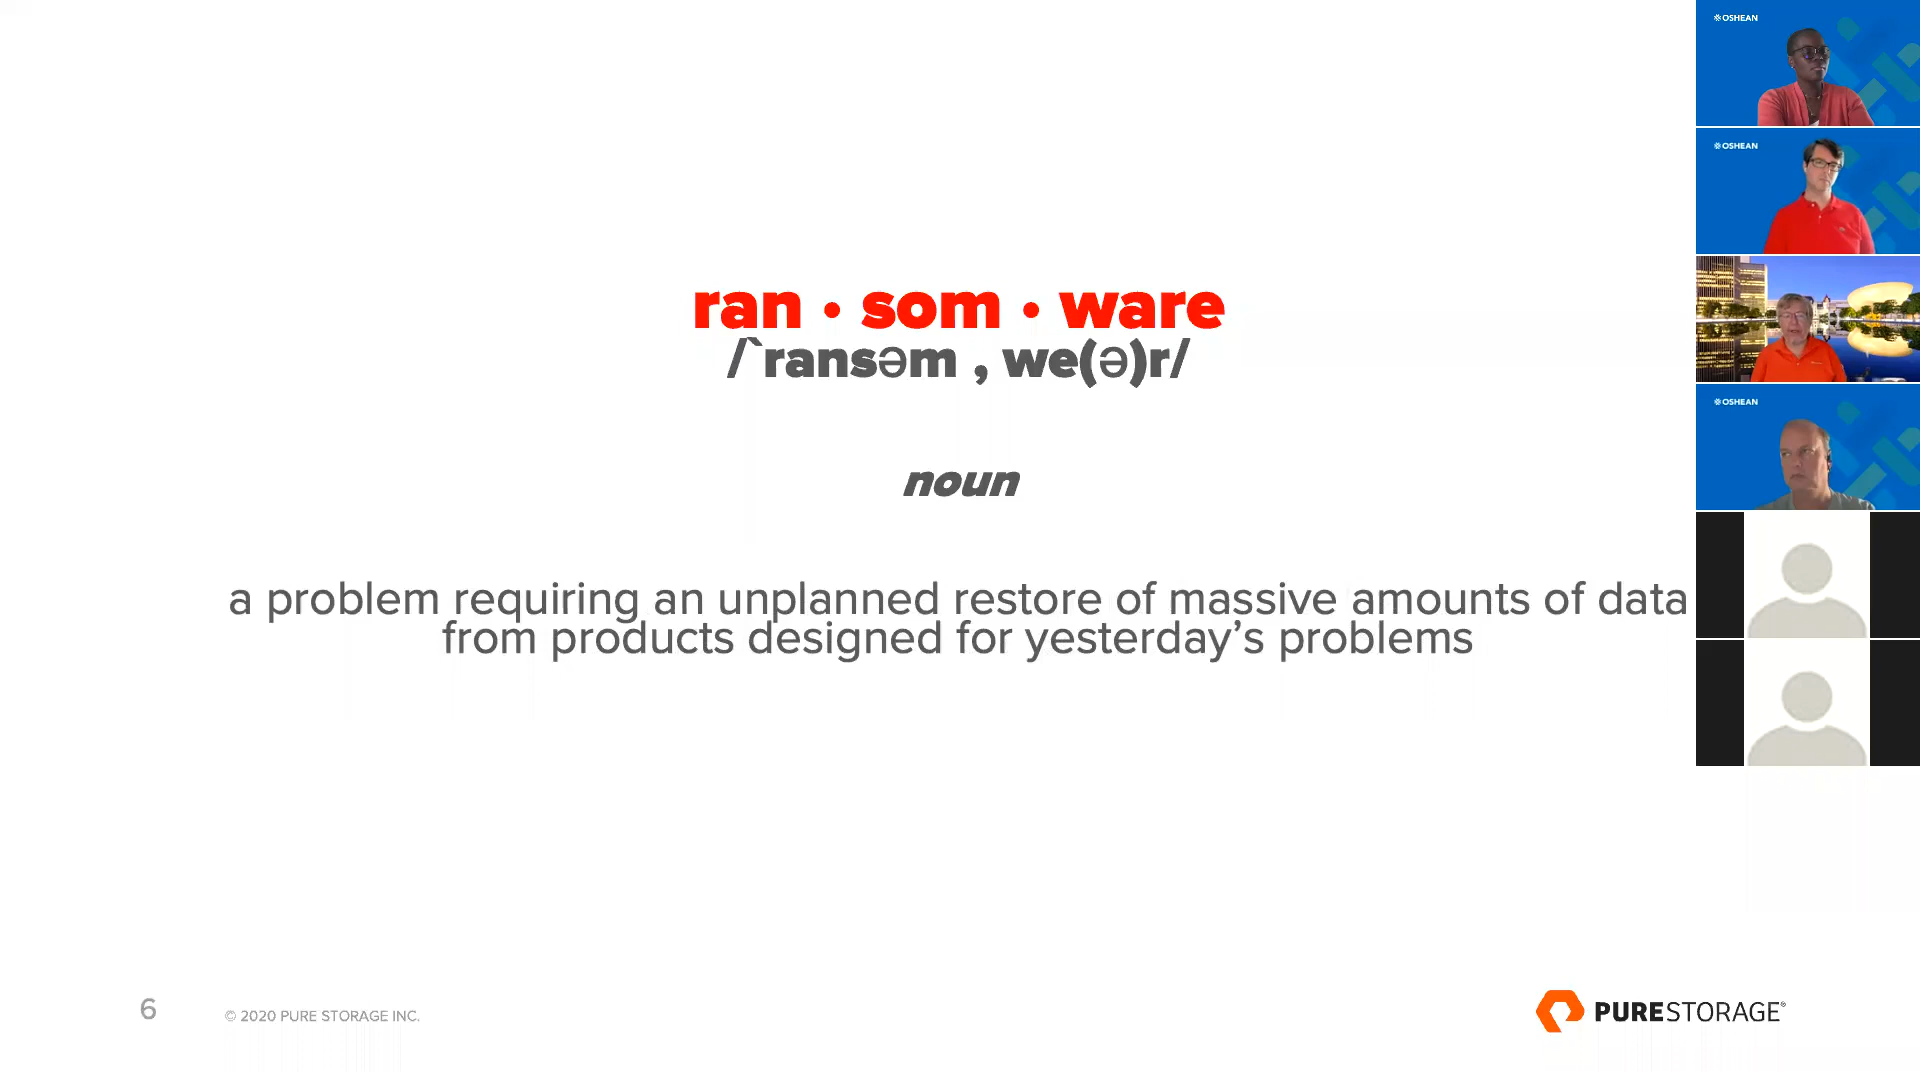 ran • som • ware
/`ransəm , we(ə)r/
noun
a problem requiring an unplanned restore of massive amounts of data
from products designed for yesterday’s problems
6
© 2020 PURE STORAGE INC.
PURESTORAGE®
OSHEAN
OSHEAN
OSHEAN